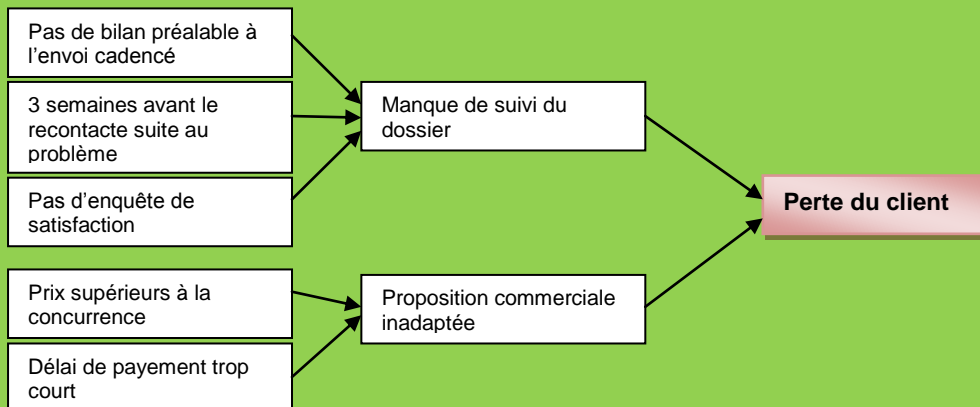 Pas de bilan préalable à
l’envoi cadencé
3 semaines avant le
recontacte suite au
problème
Pas d’enquête de
satisfaction
Manque de suivi du
dossier
Prix supérieurs à la
concurrence
Délai de payement trop
court
Proposition commerciale
inadaptée
Perte du client